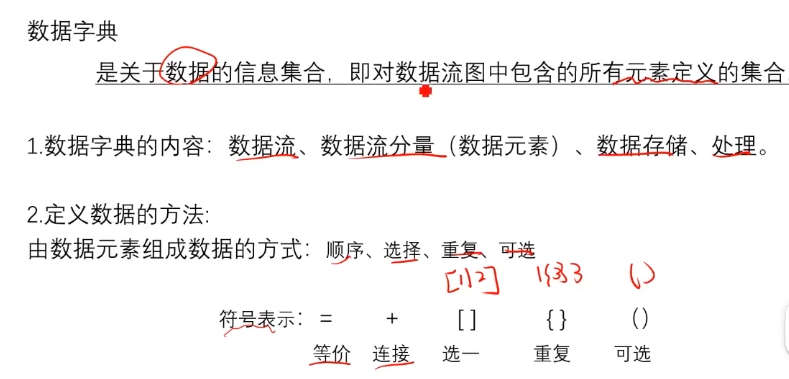 数据字典
是关于数据的信息集合，即对数据流图中包含的所有元素定义的集合
1.数据字典的内容：数据流、数据流分量（数据元素）、数据存储、处理。
2.定义数据的方法:
由数据元素组成数据的方式：顺序、选择、重复、可选
[1|2] 1{3}3 ( )
符号表示： = + [ ] { } ( )
等价 连接 选一 重复 可选